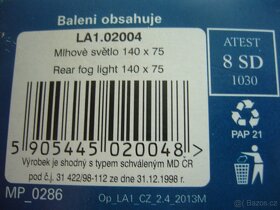 Baleni obsahuje
LA1.02004
Mlhové světlo 140 x 75
Rear fog light 140 x 75
5 905445 020048 >
Výrobek je shodný s typem schváleným MD ČR
pod č.j. 31 422/98-112 ze dne 31.12.1998 r.
MP_0286
Op_LA1_CZ_2.4_2013M
ATEST
8 SD
1030
PAP 21
Bazoš.cz